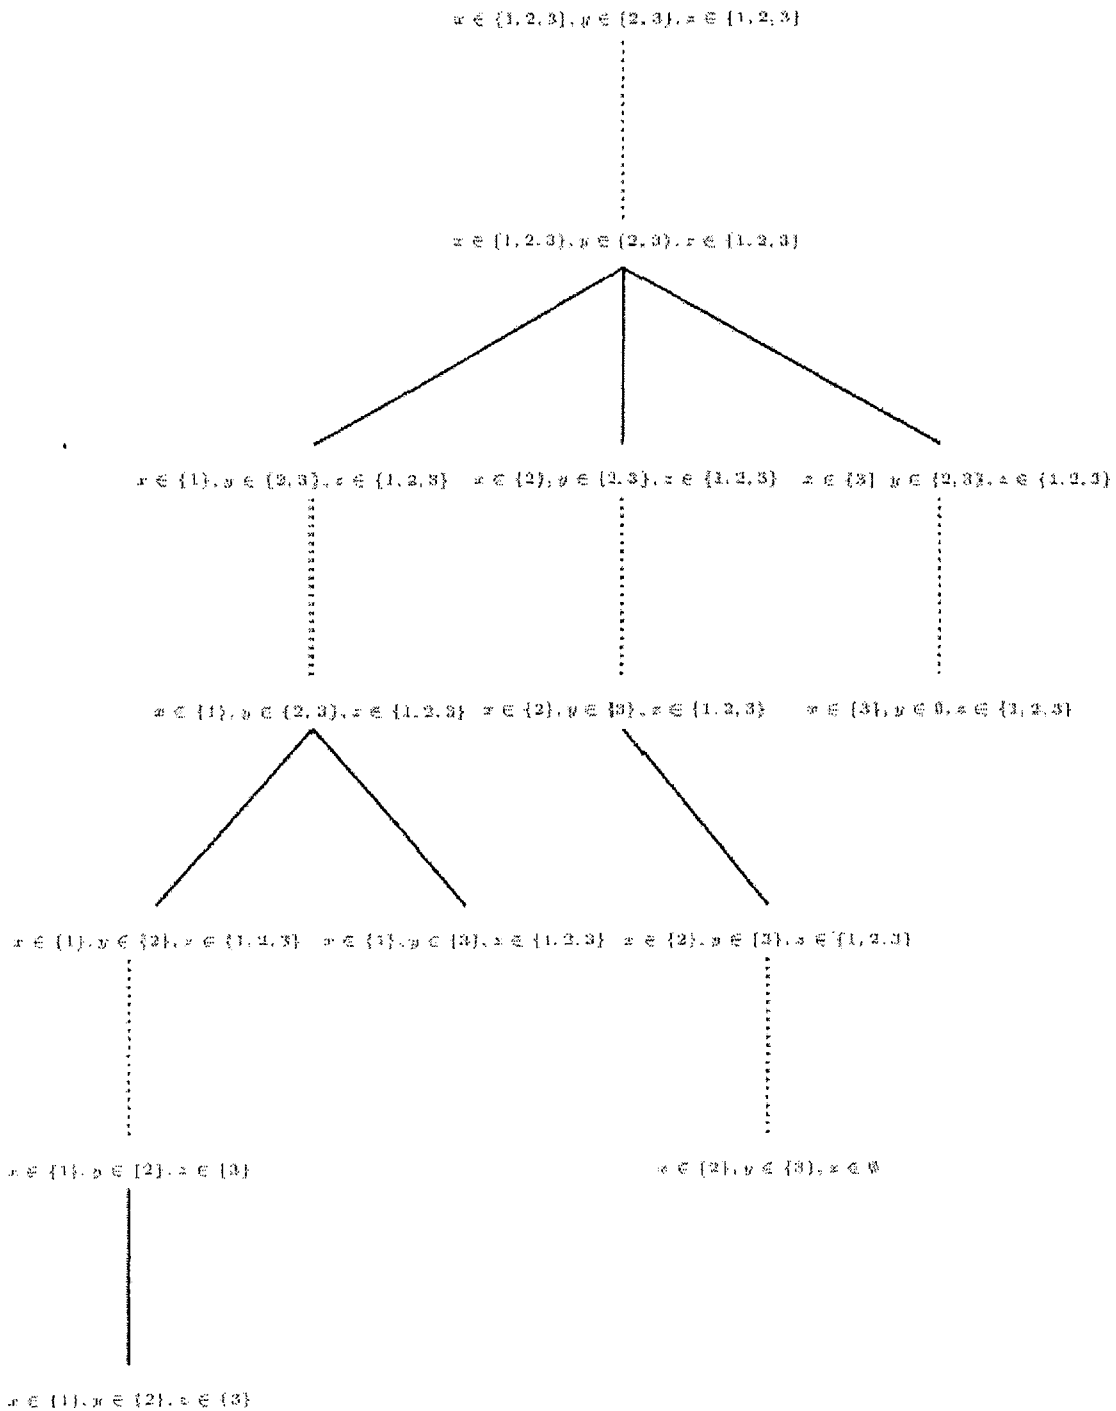 x ∈ {1, 2, 3}, y ∈ {2, 3}, z ∈ {1, 2, 3}
x ∈ {1, 2, 3}, y ∈ {2, 3}, z ∈ {1, 2, 3}
x ∈ {1}, y ∈ {2, 3}, z ∈ {1, 2, 3} x ∈ {2}, y ∈ {2, 3}, z ∈ {1, 2, 3} x ∈ {3} y ∈ {2, 3}, z ∈ {1, 2, 3}
x ∈ {1}, y ∈ {2, 3}, z ∈ {1, 2, 3} x ∈ {2}, y ∈ {3}, z ∈ {1, 2, 3} x ∈ {3}, y ∈ ∅, z ∈ {1, 2, 3}
x ∈ {1}, y ∈ {2}, z ∈ {1, 2, 3} x ∈ {1}, y ∈ {3}, z ∈ {1, 2, 3} x ∈ {2}, y ∈ {3}, z ∈ {1, 2, 3}
x ∈ {1}, y ∈ {2}, z ∈ {3} x ∈ {2}, y ∈ {3}, z ∈ ∅
x ∈ {1}, y ∈ {2}, z ∈ {3}